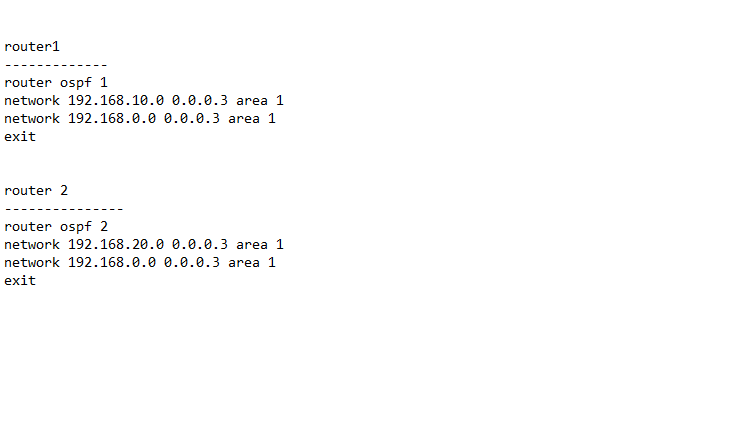 router1
-------------
router ospf 1
network 192.168.10.0 0.0.0.3 area 1
network 192.168.0.0 0.0.0.3 area 1
exit
router 2
---------------
router ospf 2
network 192.168.20.0 0.0.0.3 area 1
network 192.168.0.0 0.0.0.3 area 1
exit